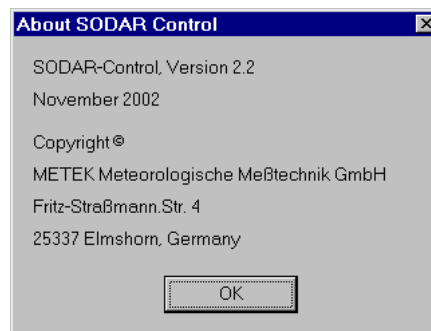 About SODAR Control
SODAR-Control, Version 2.2
November 2002
Copyright ©
METEK Meteorologische Meßtechnik GmbH
Fritz-Straßmann.Str. 4
25337 Elmshorn, Germany
OK